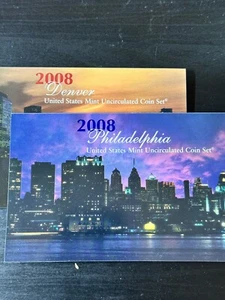 2008
Denver
United States Mint Uncirculated Coin Set®
2008
Philadelphia
United States Mint Uncirculated Coin Set®